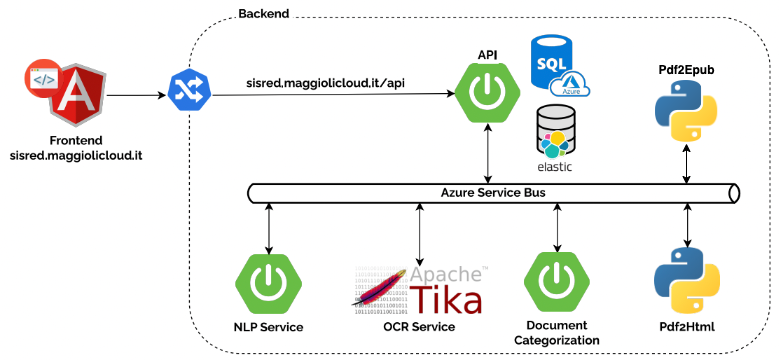 Backend
API
SQL
Azure
sisred.maggiolicloud.it/api
Pdf2Epub
</>
A
Frontend
sisred.maggiolicloud.it
elastic
Azure Service Bus
Apache™
Tika
NLP Service
OCR Service
Document
Categorization
Pdf2Html